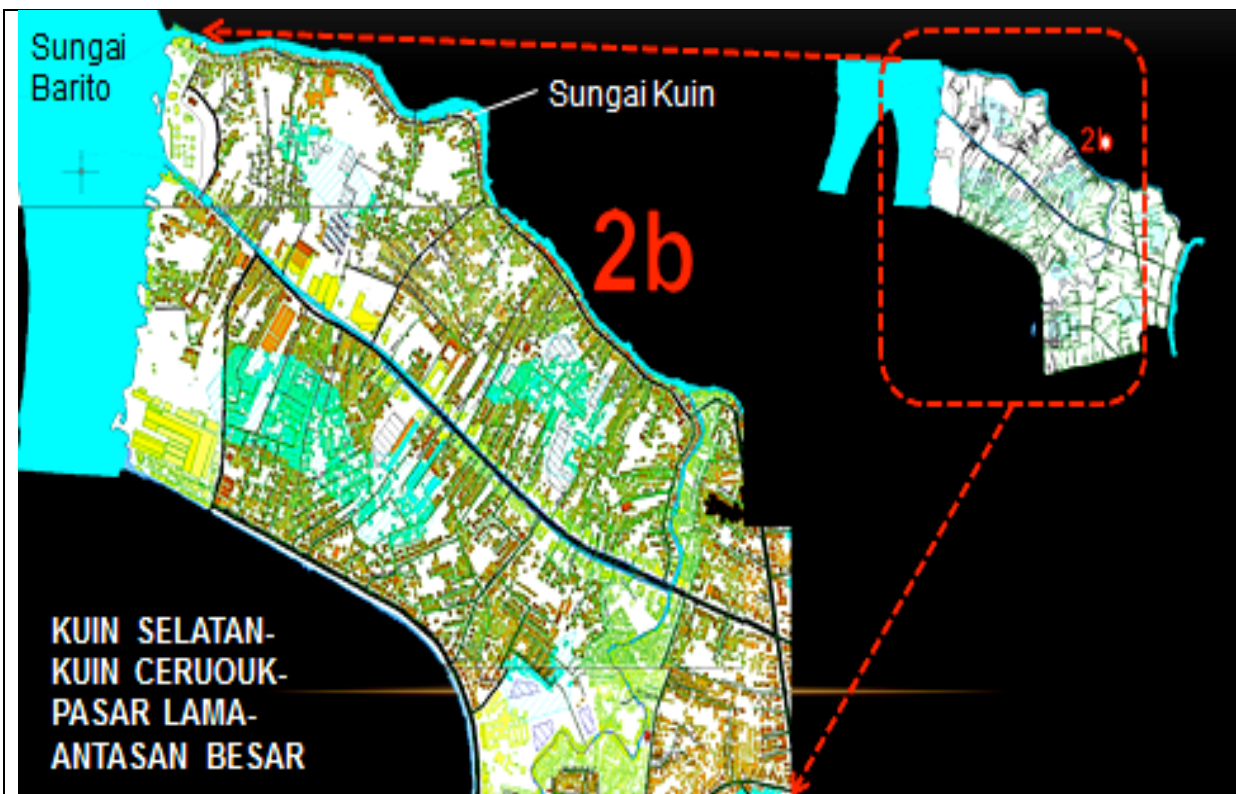 Sungai
Barito
Sungai Kuin
2b
2b
KUIN SELATAN-
KUIN CERUOUK-
PASAR LAMA-
ANTASAN BESAR